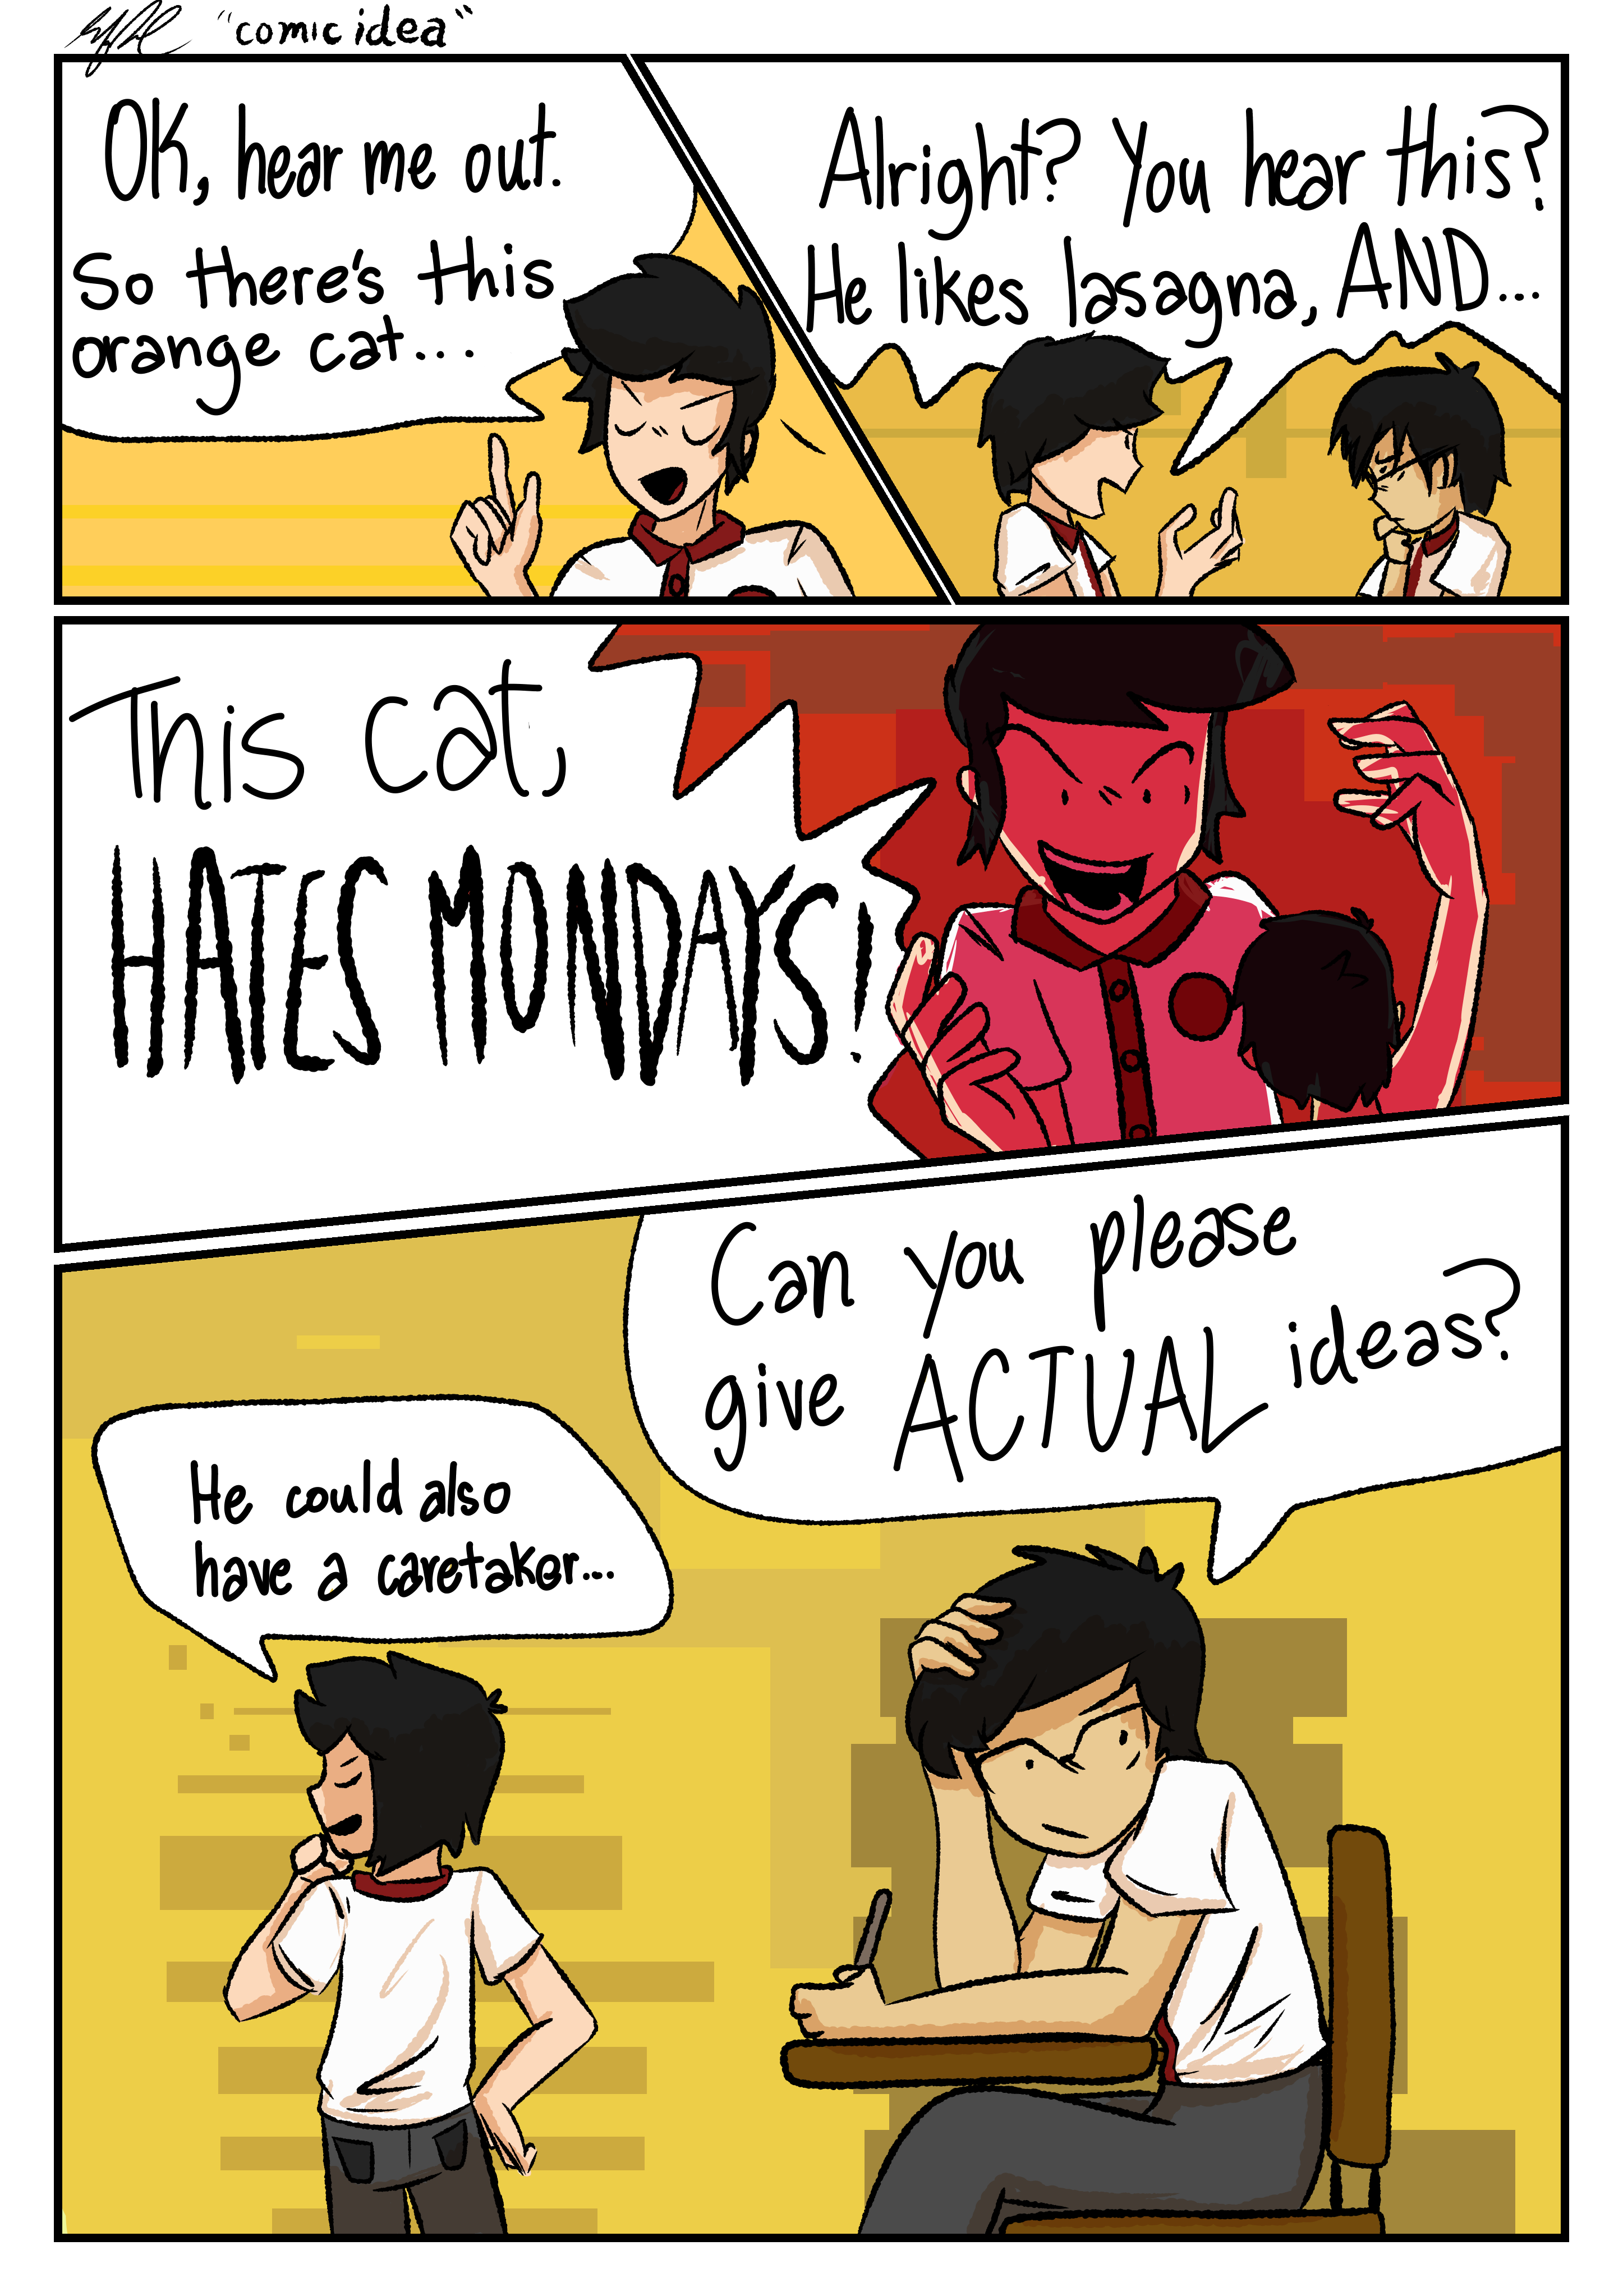 "comic idea"
OK, hear me out.
So there's this
orange cat...
Alright? You hear this?
He likes lasagna, AND...
This cat,
HATES MONDAYS!
Can you please
give ACTUAL ideas?
He could also
have a caretaker...